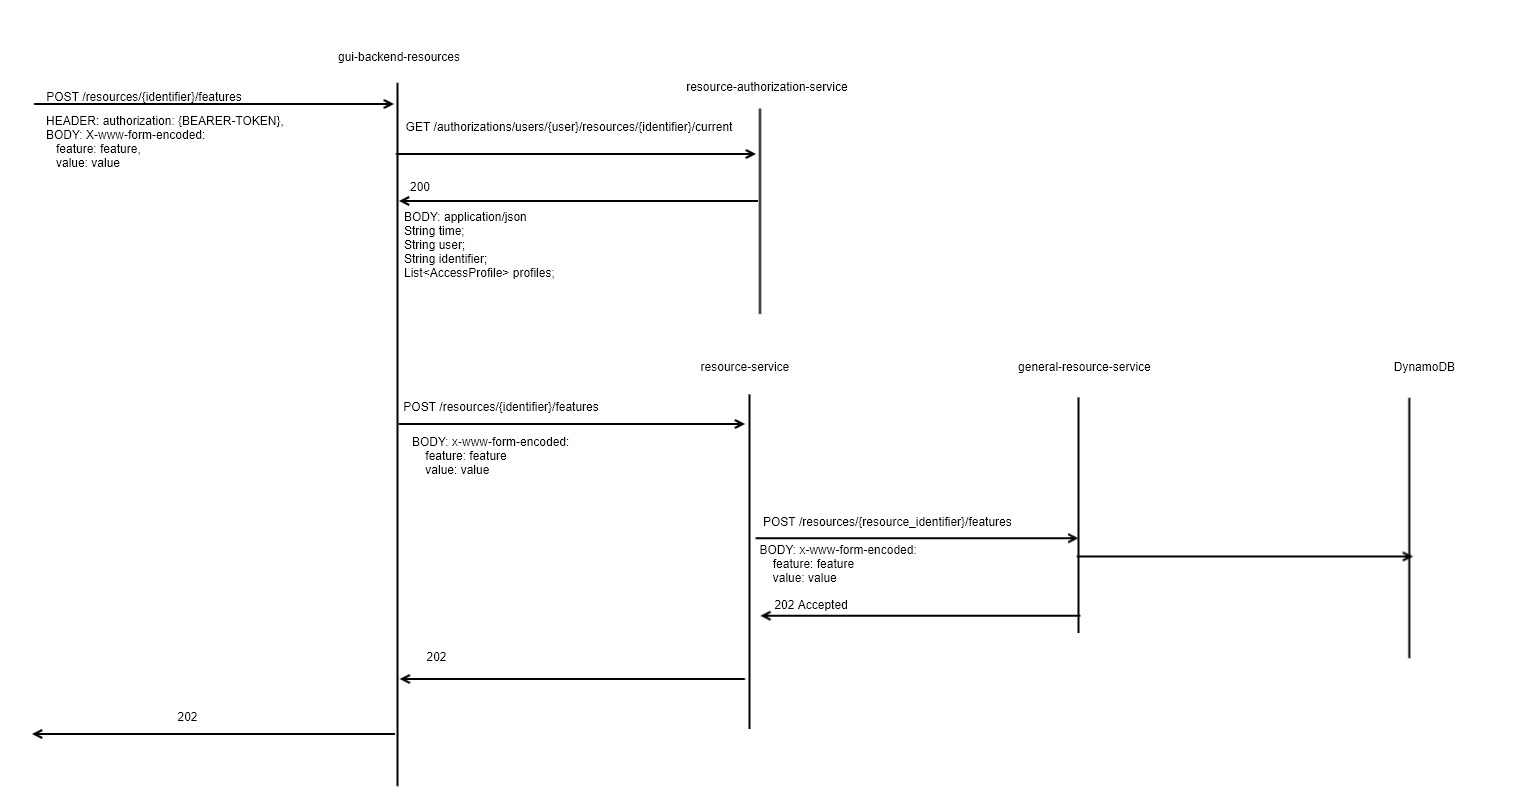 gui-backend-resources
resource-authorization-service
POST /resources/{identifier}/features
HEADER: authorization: {BEARER-TOKEN},
BODY: X-www-form-encoded:
feature: feature,
value: value
GET /authorizations/users/{user}/resources/{identifier}/current
200
BODY: application/json
String time;
String user;
String identifier;
List<AccessProfile> profiles;
resource-service
general-resource-service
DynamoDB
POST /resources/{identifier}/features
BODY: x-www-form-encoded:
feature: feature
value: value
POST /resources/{resource_identifier}/features
BODY: x-www-form-encoded:
feature: feature
value: value
202 Accepted
202
202